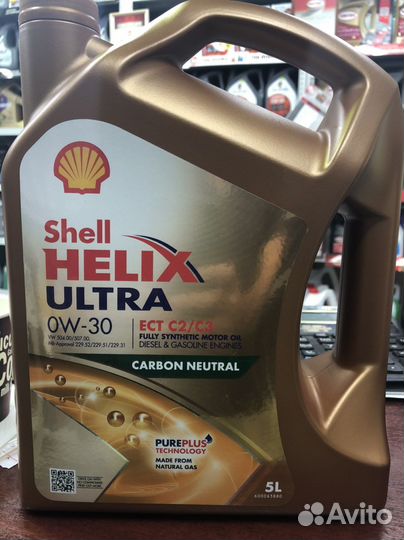 Shell
HELIX
ULTRA
0W-30
VW 504.00/507.00,
MB-Approved 229.52/229.51/229.31
ECT C2/C3
FULLY SYNTHETIC MOTOR OIL
DIESEL & GASOLINE ENGINES
CARBON NEUTRAL
PUREPLUS
TECHNOLOGY
MADE FROM
NATURAL GAS
5L
Avito